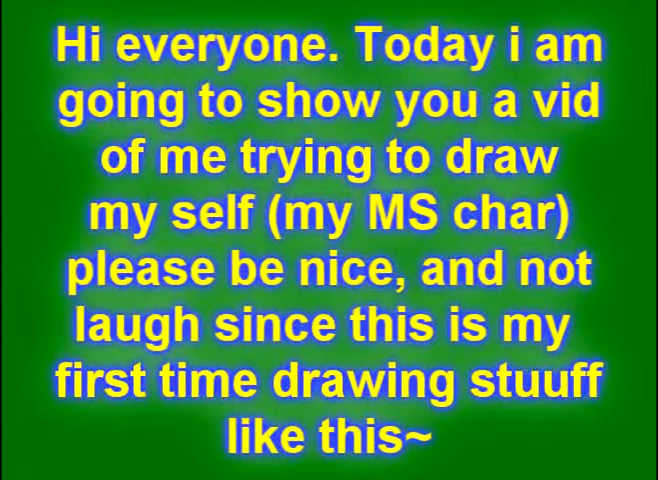 Hi everyone. Today i am
going to show you a vid
of me trying to draw
my self (my MS char)
please be nice, and not
laugh since this is my
first time drawing stuuff
like this~